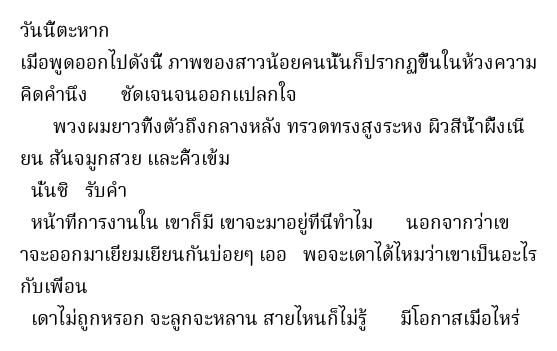 วันนี้ตะหาก
เมื่อพูดออกไปดังนี้ ภาพของสาวน้อยคนนั้นก็ปรากฏขึ้นในห้วงความ
คิดคำนึง ชัดเจนจนออกแปลกใจ
พวงผมยาวทิ้งตัวถึงกลางหลัง ทรวดทรงสูงระหง ผิวสีน้ำผึ้งเนี
ยน สันจมูกสวย และคิ้วเข้ม
นั้นซิ รับคำ
หน้าที่การงานใน เขาก็มี เขาจะมาอยู่ที่นี่ทำไม นอกจากว่าเข
าจะออกมาเยี่ยมเยียนกันบ่อยๆ เออ พอจะเดาได้ไหมว่าเขาเป็นอะไร
กับเพื่อน
เดาไม่ถูกหรอก จะลูกจะหลาน สายไหนก็ไม่รู้ มีโอกาสเมื่อไหร่